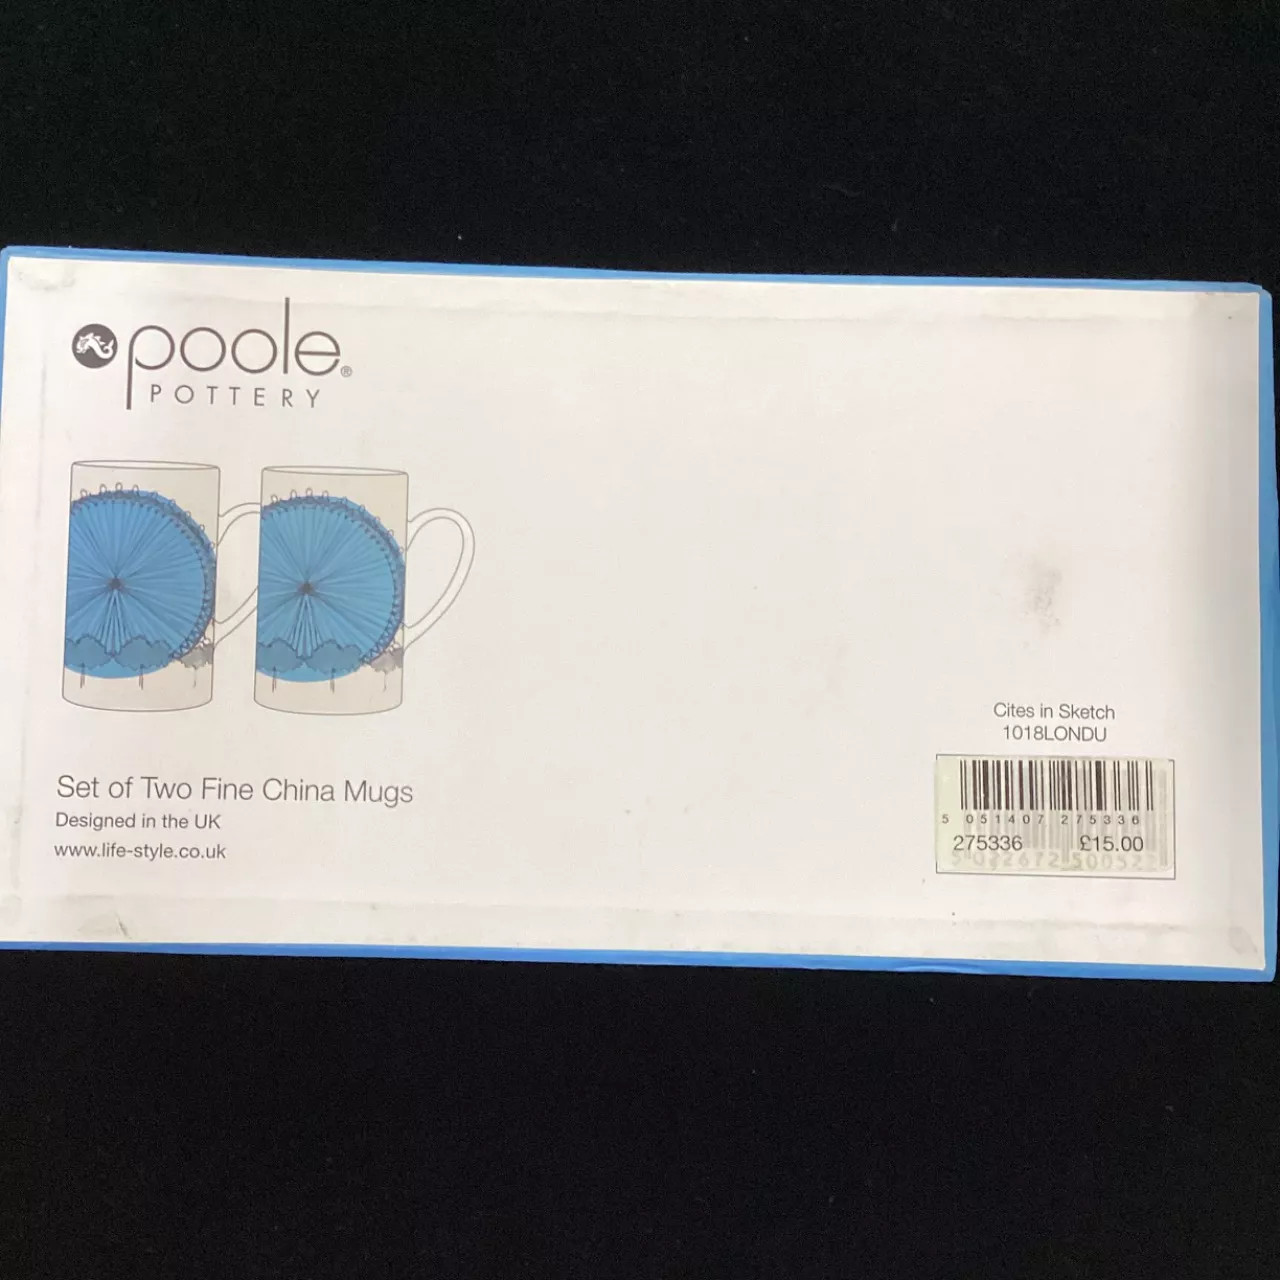 poole®
POTTERY
Set of Two Fine China Mugs
Designed in the UK
www.life-style.co.uk
Cites in Sketch
1018LONDU
5 051407 275336
275336 £15.00